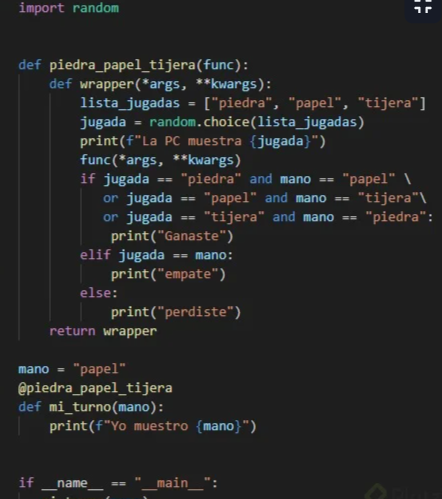 import random
def piedra_papel_tijera(func):
    def wrapper(*args, **kwargs):
        lista_jugadas = ["piedra", "papel", "tijera"]
        jugada = random.choice(lista_jugadas)
        print(f"La PC muestra {jugada}")
        func(*args, **kwargs)
        if jugada == "piedra" and mano == "papel" \
           or jugada == "papel" and mano == "tijera"\
           or jugada == "tijera" and mano == "piedra":
            print("Ganaste")
        elif jugada == mano:
            print("empate")
        else:
            print("perdiste")
    return wrapper
mano = "papel"
@piedra_papel_tijera
def mi_turno(mano):
    print(f"Yo muestro {mano}")
if __name__ == "__main__":